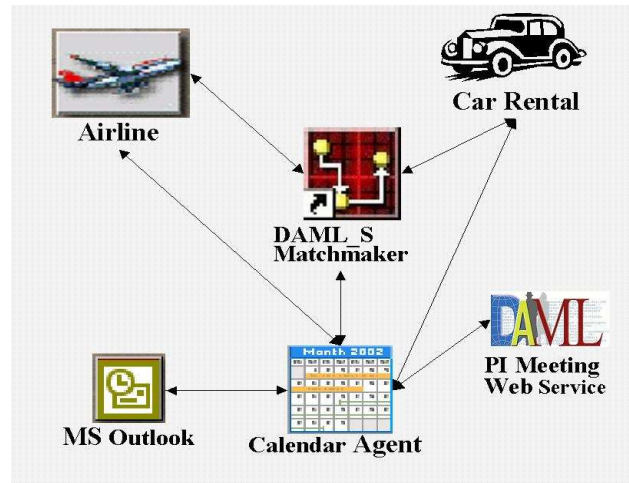 Airline
Car Rental
DAML_S
Matchmaker
Month 2002
DAML
PI Meeting
Web Service
MS Outlook
Calendar Agent